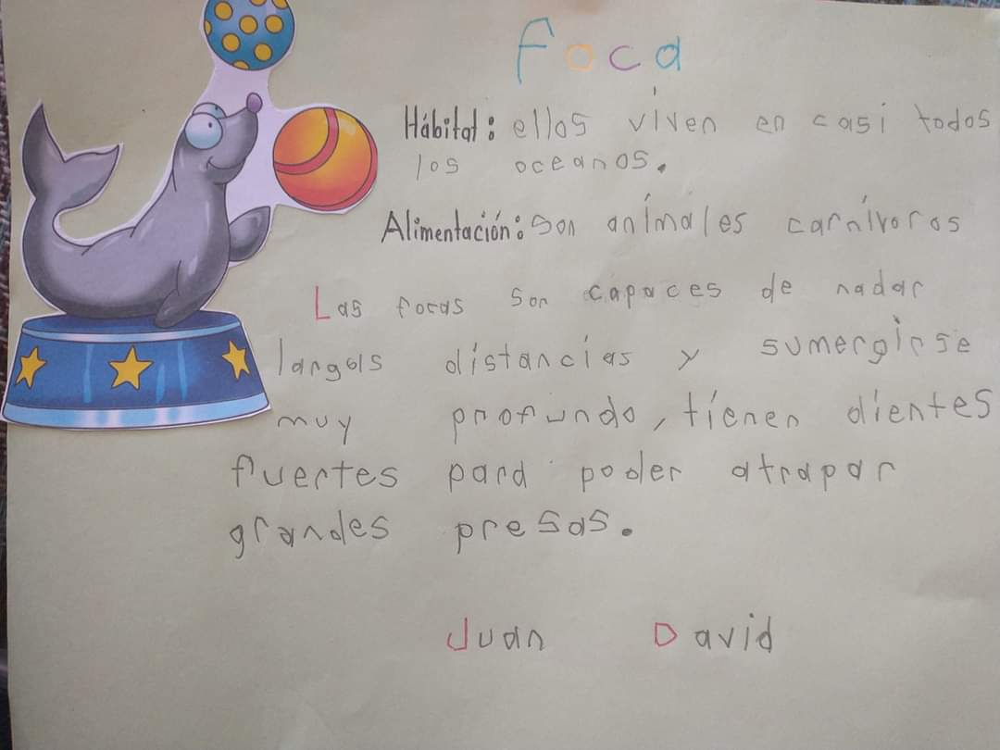 foca
Hábitat: ellos viven en casi todos
los oceanos.
Alimentación: son animales carnivoros
Las focas son capaces de nadar
largas distancias y sumergirse
muy profundo, tienen dientes
fuertes para poder atrapar
grandes presas.
Juan David